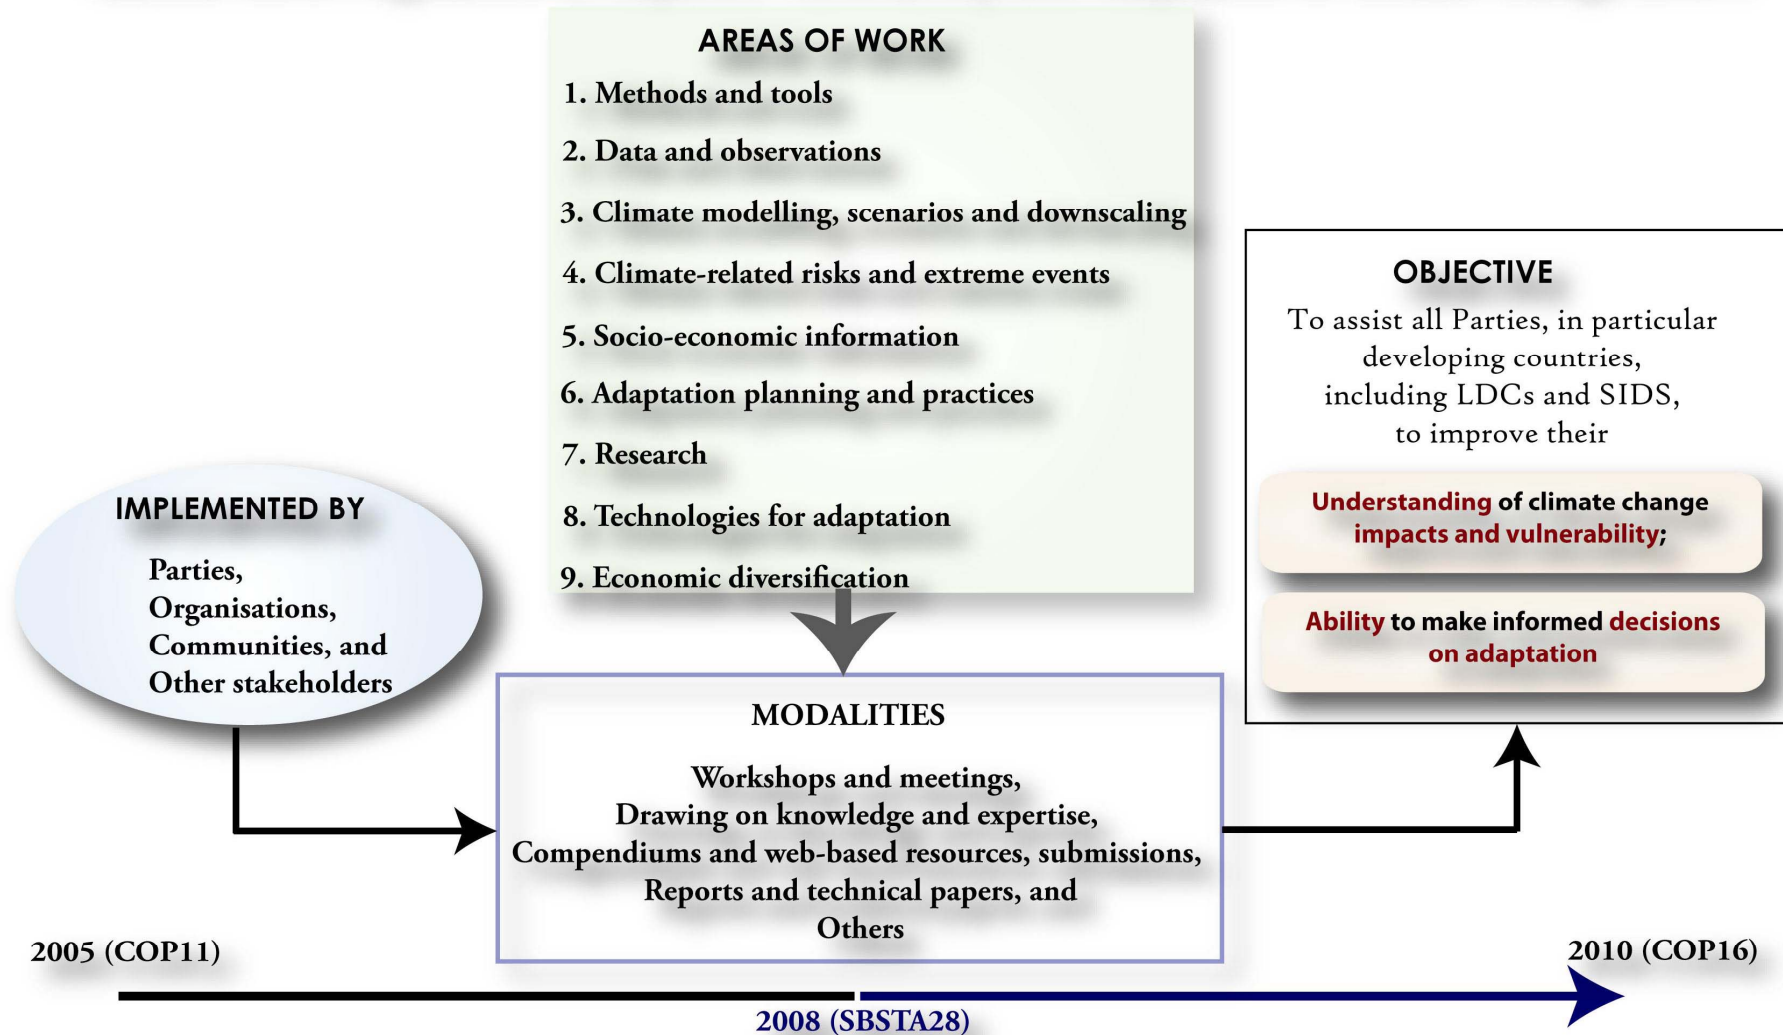 AREAS OF WORK
1. Methods and tools
2. Data and observations
3. Climate modelling, scenarios and downscaling
4. Climate-related risks and extreme events
5. Socio-economic information
6. Adaptation planning and practices
7. Research
8. Technologies for adaptation
9. Economic diversification
IMPLEMENTED BY
Parties,
Organisations,
Communities, and
Other stakeholders
MODALITIES
Workshops and meetings,
Drawing on knowledge and expertise,
Compendiums and web-based resources, submissions,
Reports and technical papers, and
Others
OBJECTIVE
To assist all Parties, in particular
developing countries,
including LDCs and SIDS,
to improve their
Understanding of climate change
impacts and vulnerability;
Ability to make informed decisions
on adaptation
2005 (COP11)
2008 (SBSTA28)
2010 (COP16)